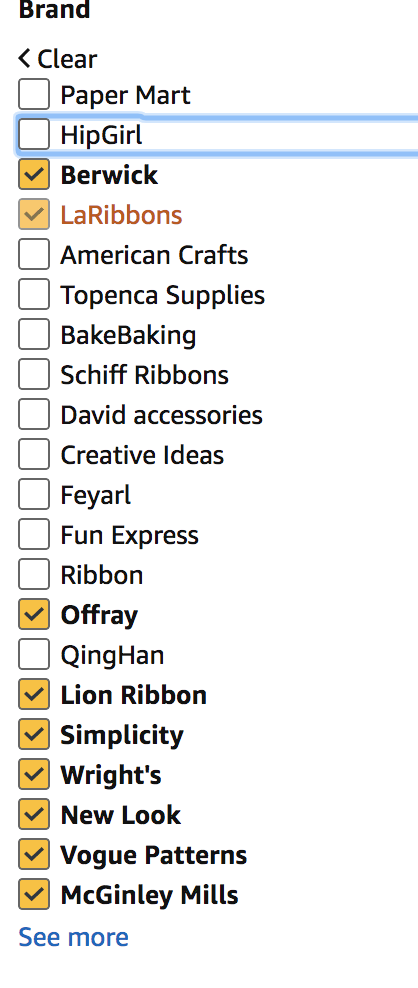 Brand
Clear
Paper Mart
HipGirl
Berwick
LaRibbons
American Crafts
Topenca Supplies
BakeBaking
Schiff Ribbons
David accessories
Creative Ideas
Feyarl
Fun Express
Ribbon
Offray
QingHan
Lion Ribbon
Simplicity
Wright's
New Look
Vogue Patterns
McGinley Mills
See more